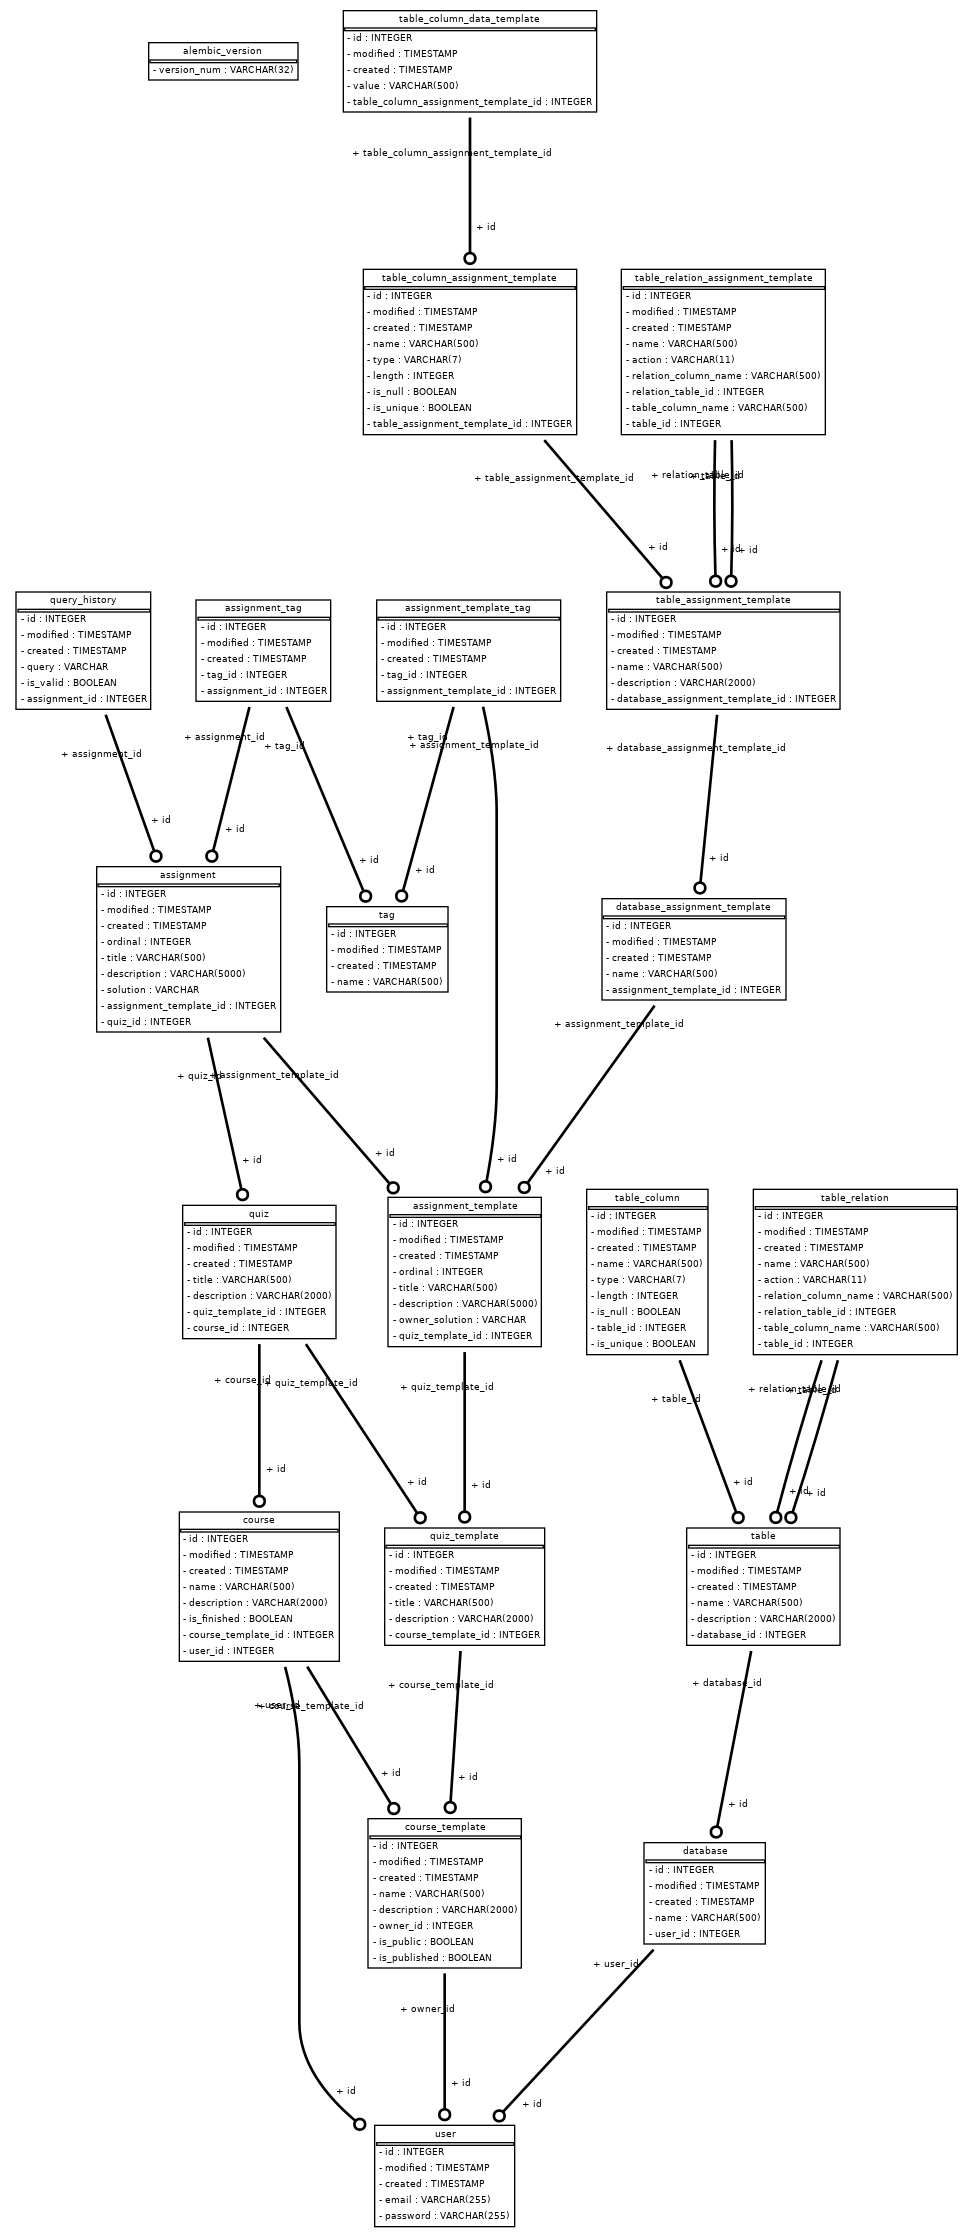 table_column_data_template
- id : INTEGER
- modified : TIMESTAMP
- created : TIMESTAMP
- value : VARCHAR(500)
- table_column_assignment_template_id : INTEGER
alembic_version
- version_num : VARCHAR(32)
+ table_column_assignment_template_id
+ id
table_column_assignment_template
- id : INTEGER
- modified : TIMESTAMP
- created : TIMESTAMP
- name : VARCHAR(500)
- type : VARCHAR(7)
- length : INTEGER
- is_null : BOOLEAN
- is_unique : BOOLEAN
- table_assignment_template_id : INTEGER
table_relation_assignment_template
- id : INTEGER
- modified : TIMESTAMP
- created : TIMESTAMP
- name : VARCHAR(500)
- action : VARCHAR(11)
- relation_column_name : VARCHAR(500)
- relation_table_id : INTEGER
- table_column_name : VARCHAR(500)
- table_id : INTEGER
+ table_assignment_template_id
+ id
+ relation_table_id
+ table_id
+ id
+ id
query_history
- id : INTEGER
- modified : TIMESTAMP
- created : TIMESTAMP
- query : VARCHAR
- is_valid : BOOLEAN
- assignment_id : INTEGER
assignment_tag
- id : INTEGER
- modified : TIMESTAMP
- created : TIMESTAMP
- tag_id : INTEGER
- assignment_id : INTEGER
assignment_template_tag
- id : INTEGER
- modified : TIMESTAMP
- created : TIMESTAMP
- tag_id : INTEGER
- assignment_template_id : INTEGER
table_assignment_template
- id : INTEGER
- modified : TIMESTAMP
- created : TIMESTAMP
- name : VARCHAR(500)
- description : VARCHAR(2000)
- database_assignment_template_id : INTEGER
+ assignment_id
+ id
+ assignment_id
+ id
+ tag_id
+ id
+ tag_id
+ id
+ assignment_template_id
+ id
+ database_assignment_template_id
+ id
assignment
- id : INTEGER
- modified : TIMESTAMP
- created : TIMESTAMP
- ordinal : INTEGER
- title : VARCHAR(500)
- description : VARCHAR(5000)
- solution : VARCHAR
- assignment_template_id : INTEGER
- quiz_id : INTEGER
tag
- id : INTEGER
- modified : TIMESTAMP
- created : TIMESTAMP
- name : VARCHAR(500)
database_assignment_template
- id : INTEGER
- modified : TIMESTAMP
- created : TIMESTAMP
- name : VARCHAR(500)
- assignment_template_id : INTEGER
+ quiz_id
+ id
+ assignment_template_id
+ id
+ assignment_template_id
+ id
quiz
- id : INTEGER
- modified : TIMESTAMP
- created : TIMESTAMP
- title : VARCHAR(500)
- description : VARCHAR(2000)
- quiz_template_id : INTEGER
- course_id : INTEGER
assignment_template
- id : INTEGER
- modified : TIMESTAMP
- created : TIMESTAMP
- ordinal : INTEGER
- title : VARCHAR(500)
- description : VARCHAR(5000)
- owner_solution : VARCHAR
- quiz_template_id : INTEGER
table_column
- id : INTEGER
- modified : TIMESTAMP
- created : TIMESTAMP
- name : VARCHAR(500)
- type : VARCHAR(7)
- length : INTEGER
- is_null : BOOLEAN
- table_id : INTEGER
- is_unique : BOOLEAN
table_relation
- id : INTEGER
- modified : TIMESTAMP
- created : TIMESTAMP
- name : VARCHAR(500)
- action : VARCHAR(11)
- relation_column_name : VARCHAR(500)
- relation_table_id : INTEGER
- table_column_name : VARCHAR(500)
- table_id : INTEGER
+ course_id
+ id
+ quiz_template_id
+ id
+ quiz_template_id
+ id
+ table_id
+ id
+ relation_table_id
+ table_id
+ id
+ id
course
- id : INTEGER
- modified : TIMESTAMP
- created : TIMESTAMP
- name : VARCHAR(500)
- description : VARCHAR(2000)
- is_finished : BOOLEAN
- course_template_id : INTEGER
- user_id : INTEGER
quiz_template
- id : INTEGER
- modified : TIMESTAMP
- created : TIMESTAMP
- title : VARCHAR(500)
- description : VARCHAR(2000)
- course_template_id : INTEGER
table
- id : INTEGER
- modified : TIMESTAMP
- created : TIMESTAMP
- name : VARCHAR(500)
- description : VARCHAR(2000)
- database_id : INTEGER
+ user_id
+ course_template_id
+ id
+ course_template_id
+ id
+ database_id
+ id
course_template
- id : INTEGER
- modified : TIMESTAMP
- created : TIMESTAMP
- name : VARCHAR(500)
- description : VARCHAR(2000)
- owner_id : INTEGER
- is_public : BOOLEAN
- is_published : BOOLEAN
database
- id : INTEGER
- modified : TIMESTAMP
- created : TIMESTAMP
- name : VARCHAR(500)
- user_id : INTEGER
+ owner_id
+ user_id
+ id
+ id
+ id
user
- id : INTEGER
- modified : TIMESTAMP
- created : TIMESTAMP
- email : VARCHAR(255)
- password : VARCHAR(255)